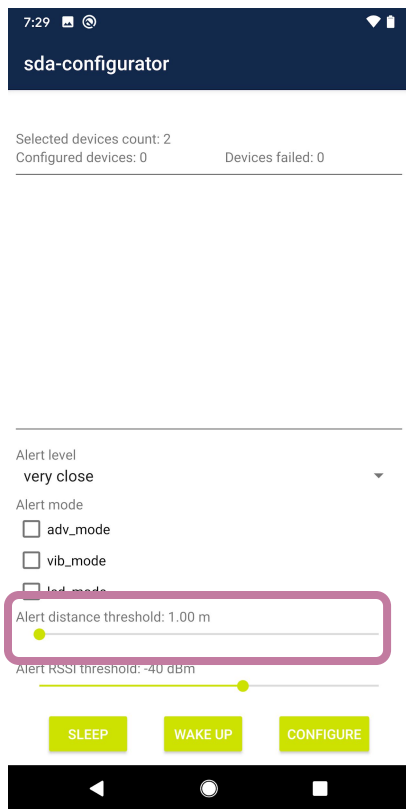 7:29
sda-configurator
Selected devices count: 2
Configured devices: 0 Devices failed: 0
Alert level
very close
Alert mode
adv_mode
vib_mode
led_mode
Alert distance threshold: 1.00 m
Alert RSSI threshold: -40 dBm
SLEEP WAKE UP CONFIGURE